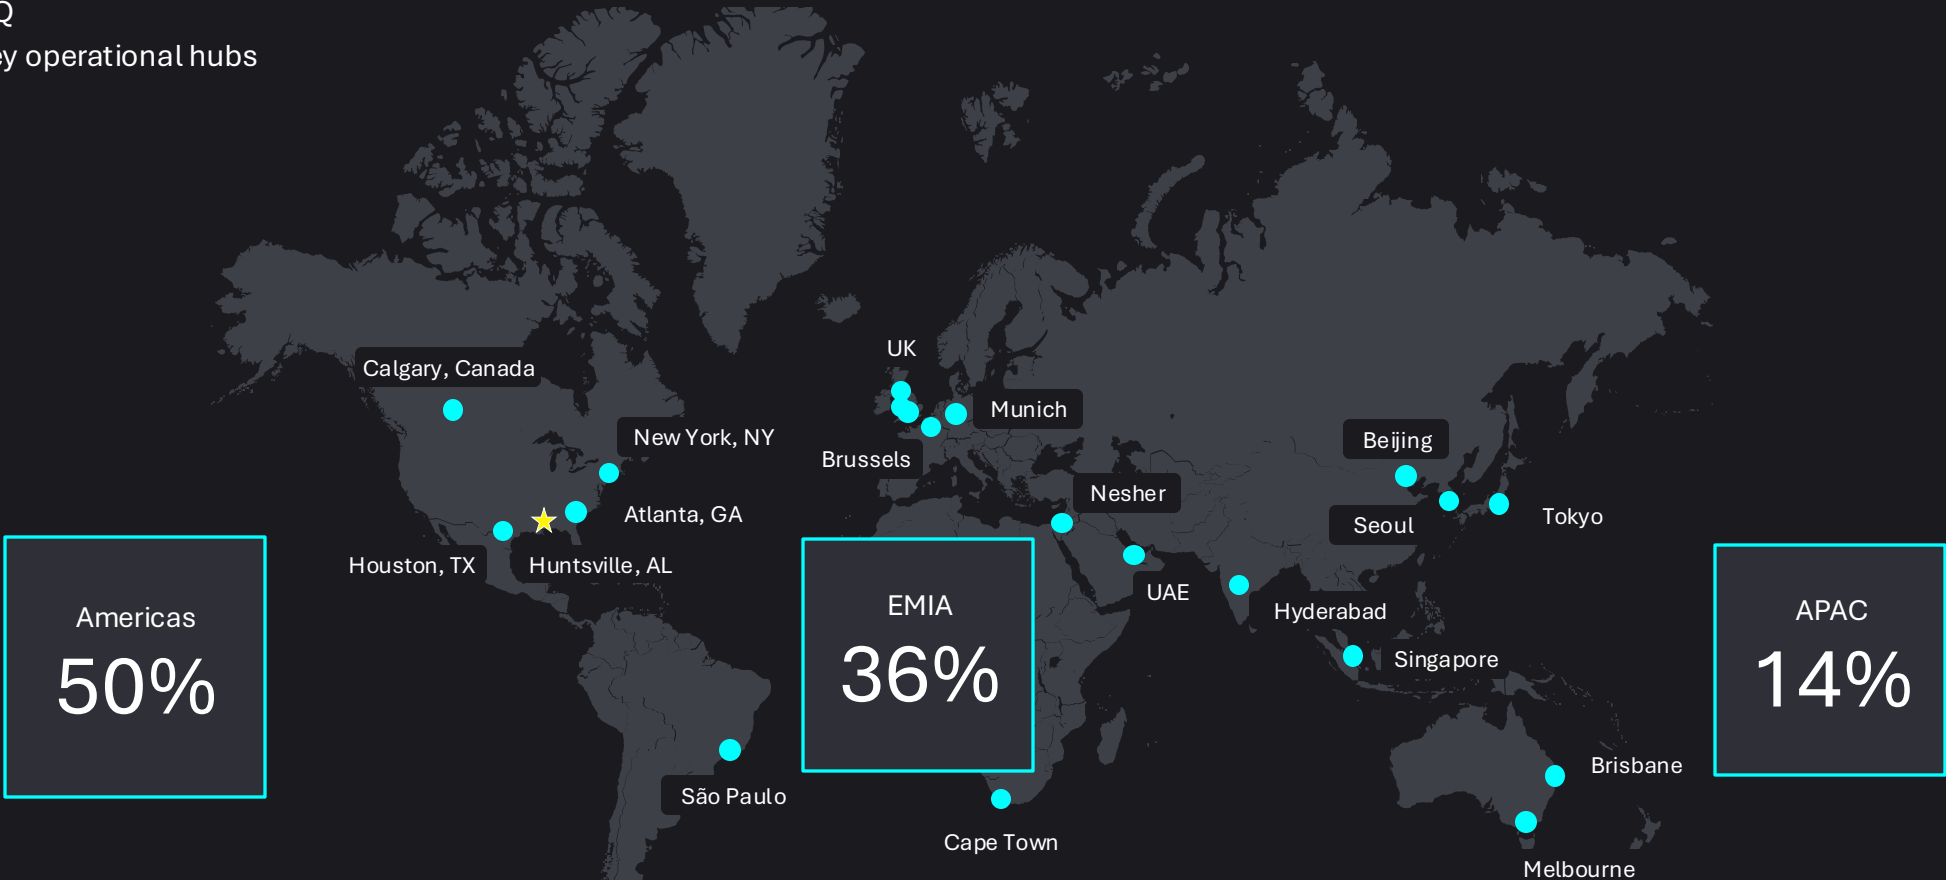 Q
ey operational hubs
UK
Calgary, Canada
Munich
New York, NY
Beijing
Brussels
Nesher
Atlanta, GA
Seoul
Tokyo
Houston, TX
Huntsville, AL
UAE
Hyderabad
Americas
50%
EMIA
36%
APAC
14%
Singapore
Brisbane
São Paulo
Cape Town
Melbourne